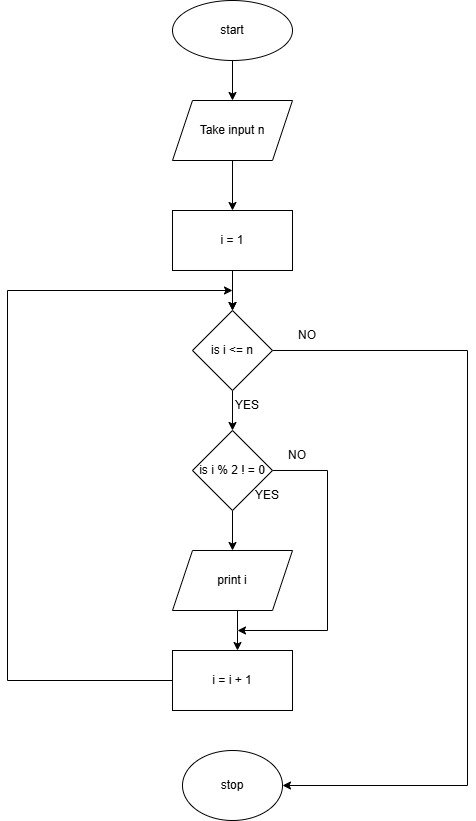 start
Take input n
i = 1
is i <= n
NO
YES
is i % 2 ! = 0
NO
YES
print i
i = i + 1
stop